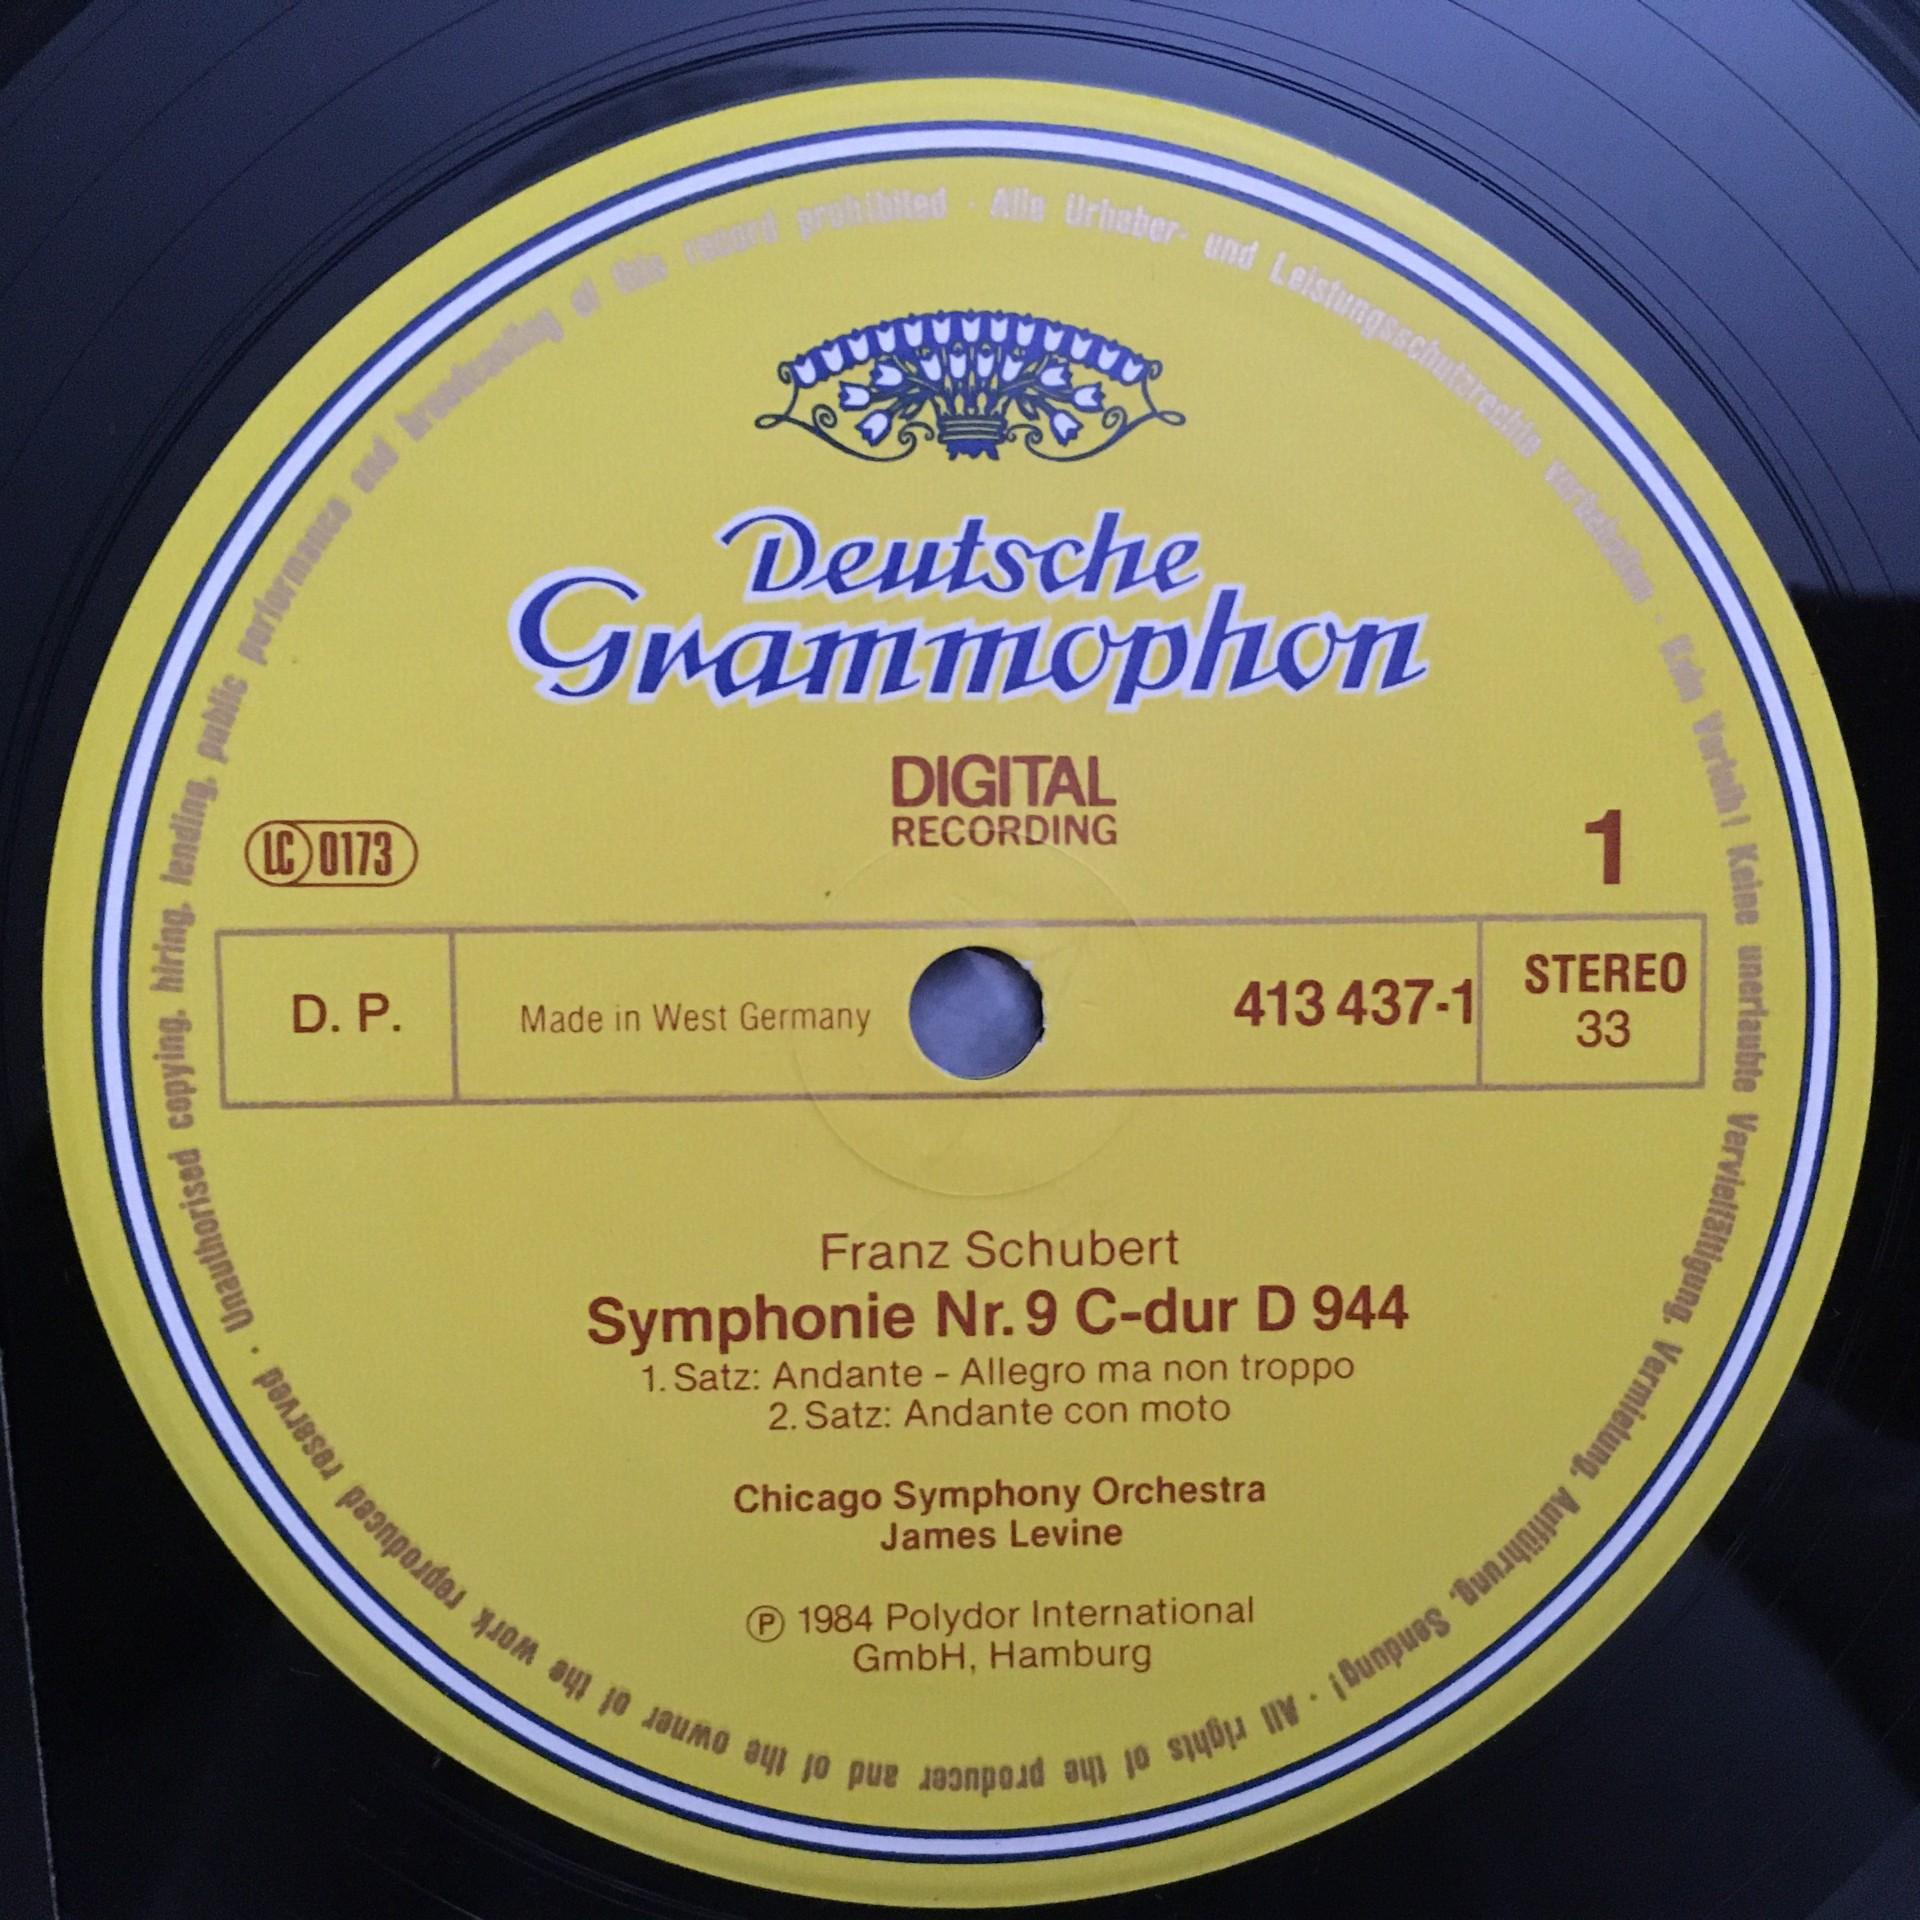 Deutsche
Grammophon
DIGITAL
RECORDING
LC 0173
1
D. P.
Made in West Germany
413 437-1
STEREO
33
Franz Schubert
Symphonie Nr. 9 C-dur D 944
1. Satz: Andante – Allegro ma non troppo
2. Satz: Andante con moto
Chicago Symphony Orchestra
James Levine
Ⓟ 1984 Polydor International
GmbH, Hamburg
Alle Urheber- und Leistungsschutzrechte vorbehalten · Kein Verleih! Keine unerlaubte Vervielfältigung, Vermietung, Aufführung, Sendung! · All rights of the producer and of the owner of the work reproduced reserved · Unauthorised copying, hiring, lending, public performance and broadcasting of this record prohibited ·